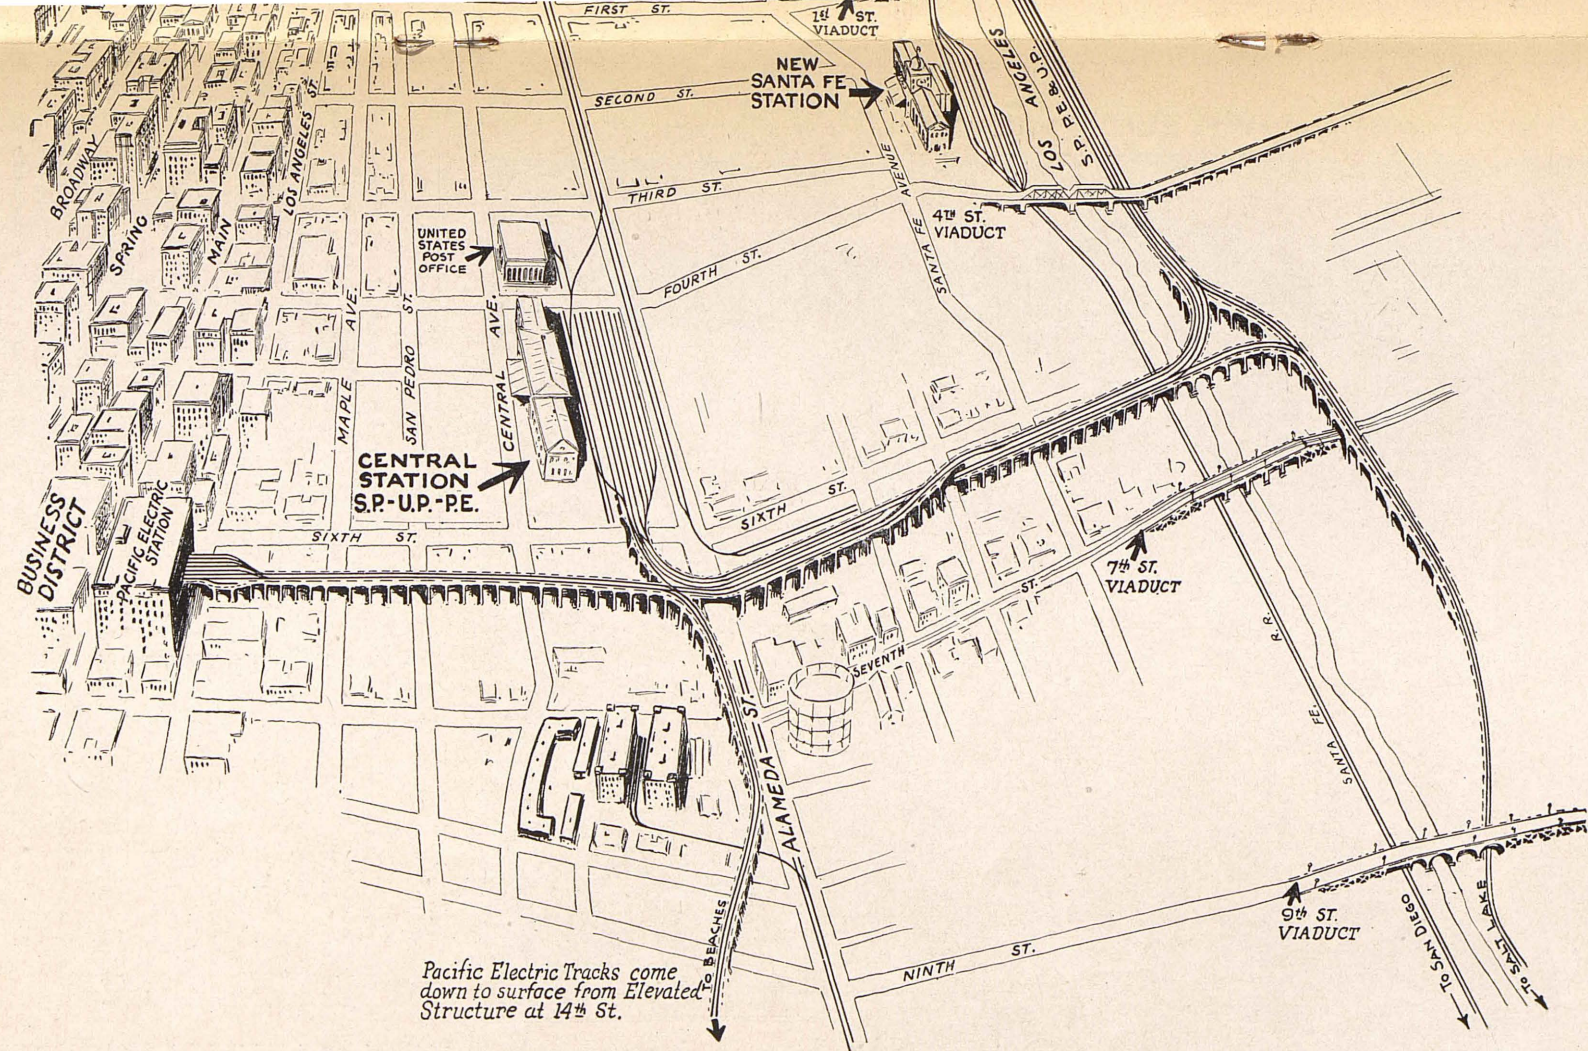 FIRST ST.
1st ST.
VIADUCT
NEW
SANTA FE
STATION
SECOND ST.
LOS ANGELES
S.P., P.E. & U.P.
BROADWAY
SPRING
MAIN
LOS ANGELES ST.
THIRD ST.
SANTA FE AVENUE
4TH ST.
VIADUCT
UNITED
STATES
POST
OFFICE
FOURTH ST.
MAPLE AVE.
SAN PEDRO ST.
CENTRAL AVE.
CENTRAL
STATION
S.P.-U.P.-P.E.
BUSINESS
DISTRICT
PACIFIC ELECTRIC
STATION
SIXTH ST.
SIXTH ST.
7th ST.
VIADUCT
SEVENTH ST.
SANTA FE. R.R.
ALAMEDA ST.
9th ST.
VIADUCT
NINTH ST.
TO BEACHES
TO SAN DIEGO
TO SALT LAKE
Pacific Electric Tracks come
down to surface from Elevated
Structure at 14th St.